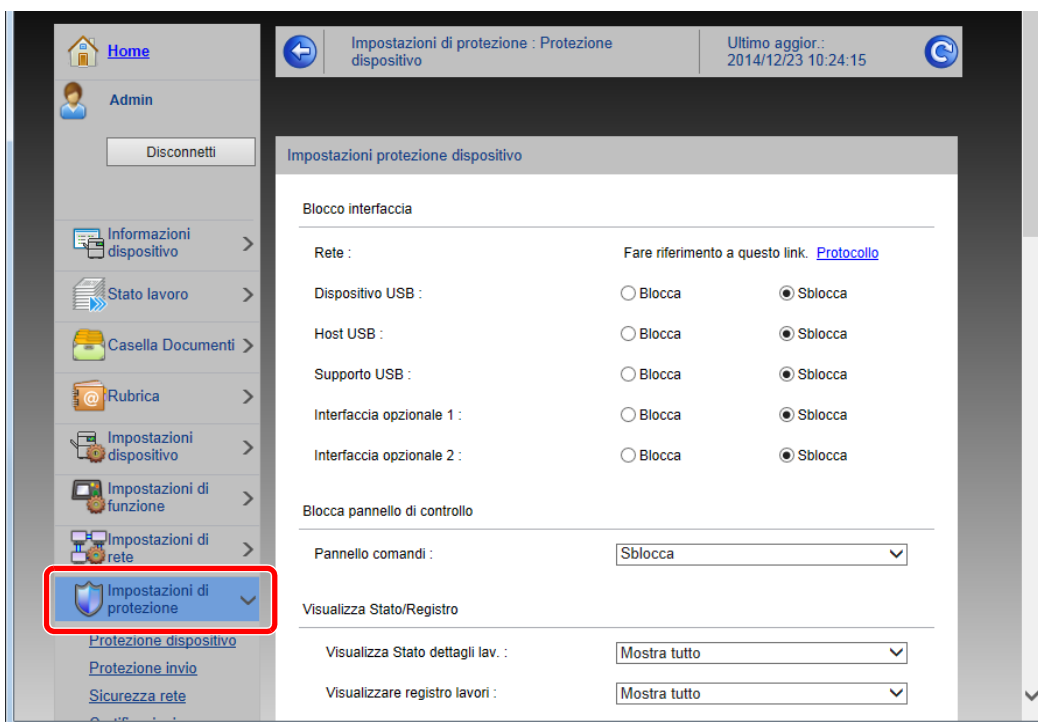 Home
Impostazioni di protezione : Protezione
dispositivo
Ultimo aggior.:
2014/12/23 10:24:15
Admin
Disconnetti
Informazioni
dispositivo
Stato lavoro
Casella Documenti
Rubrica
Impostazioni
dispositivo
Impostazioni di
funzione
Impostazioni di
rete
Impostazioni di
protezione
Protezione dispositivo
Protezione invio
Sicurezza rete
Impostazioni protezione dispositivo
Blocco interfaccia
Rete : Fare riferimento a questo link. Protocollo
Dispositivo USB : Blocca Sblocca
Host USB : Blocca Sblocca
Supporto USB : Blocca Sblocca
Interfaccia opzionale 1 : Blocca Sblocca
Interfaccia opzionale 2 : Blocca Sblocca
Blocca pannello di controllo
Pannello comandi : Sblocca
Visualizza Stato/Registro
Visualizza Stato dettagli lav. : Mostra tutto
Visualizzare registro lavori : Mostra tutto